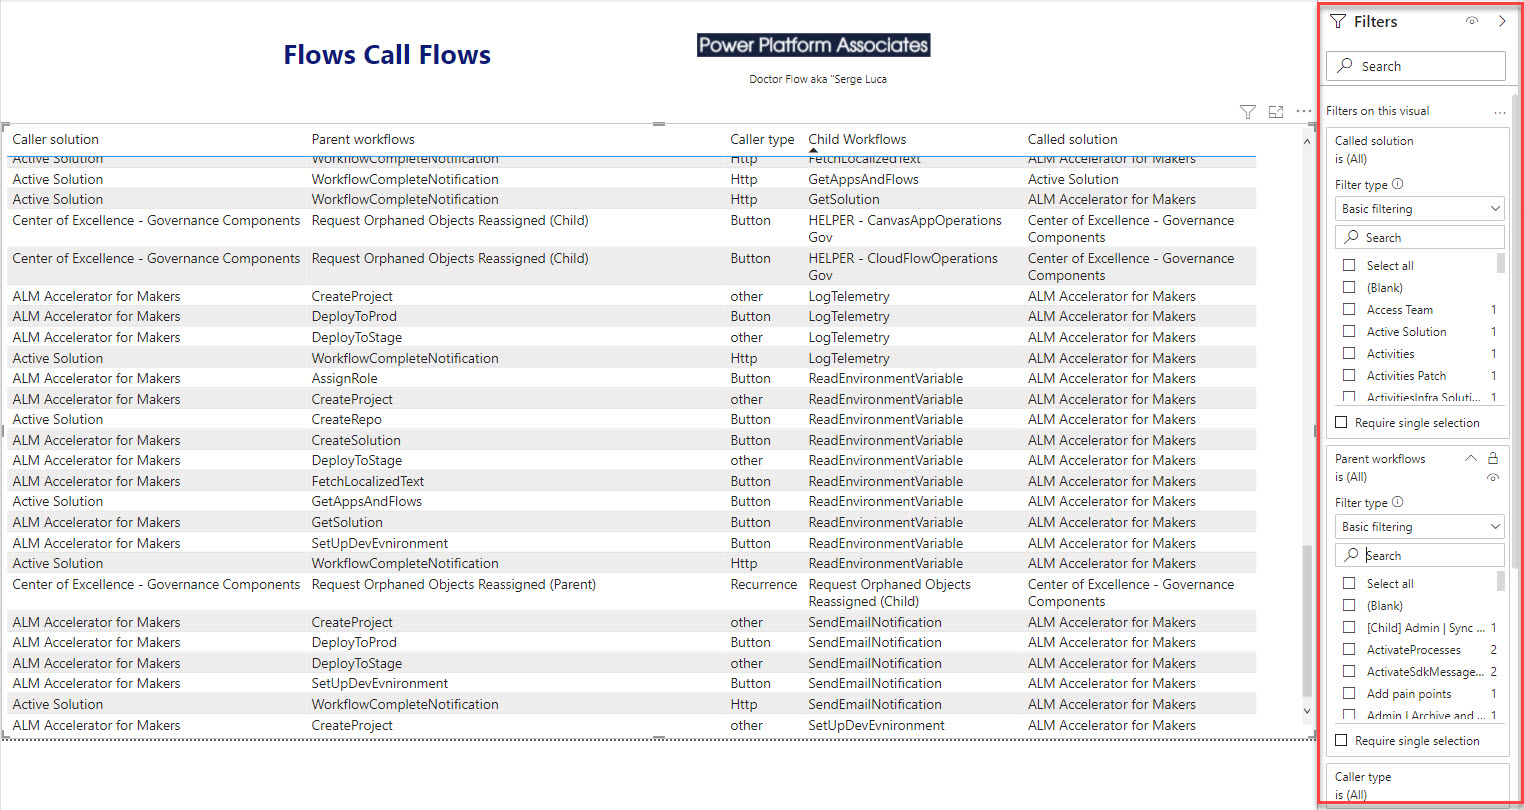 Flows Call Flows
Power Platform Associates
Doctor Flow aka "Serge Luca
Caller solution Parent workflows Caller type Child Workflows Called solution
Active Solution WorkflowCompleteNotification Http FetchLocalizedText ALM Accelerator for Makers
Active Solution WorkflowCompleteNotification Http GetAppsAndFlows Active Solution
Active Solution WorkflowCompleteNotification Http GetSolution ALM Accelerator for Makers
Center of Excellence - Governance Components Request Orphaned Objects Reassigned (Child) Button HELPER - CanvasAppOperations Center of Excellence - Governance
Gov Components
Center of Excellence - Governance Components Request Orphaned Objects Reassigned (Child) Button HELPER - CloudFlowOperations Center of Excellence - Governance
Gov Components
ALM Accelerator for Makers CreateProject other LogTelemetry ALM Accelerator for Makers
ALM Accelerator for Makers DeployToProd Button LogTelemetry ALM Accelerator for Makers
ALM Accelerator for Makers DeployToStage other LogTelemetry ALM Accelerator for Makers
Active Solution WorkflowCompleteNotification Http LogTelemetry ALM Accelerator for Makers
ALM Accelerator for Makers AssignRole Button ReadEnvironmentVariable ALM Accelerator for Makers
ALM Accelerator for Makers CreateProject other ReadEnvironmentVariable ALM Accelerator for Makers
Active Solution CreateRepo Button ReadEnvironmentVariable ALM Accelerator for Makers
ALM Accelerator for Makers CreateSolution Button ReadEnvironmentVariable ALM Accelerator for Makers
ALM Accelerator for Makers DeployToStage other ReadEnvironmentVariable ALM Accelerator for Makers
ALM Accelerator for Makers FetchLocalizedText Button ReadEnvironmentVariable ALM Accelerator for Makers
Active Solution GetAppsAndFlows Button ReadEnvironmentVariable ALM Accelerator for Makers
ALM Accelerator for Makers GetSolution Button ReadEnvironmentVariable ALM Accelerator for Makers
ALM Accelerator for Makers SetUpDevEvnironment Button ReadEnvironmentVariable ALM Accelerator for Makers
Active Solution WorkflowCompleteNotification Http ReadEnvironmentVariable ALM Accelerator for Makers
Center of Excellence - Governance Components Request Orphaned Objects Reassigned (Parent) Recurrence Request Orphaned Objects Center of Excellence - Governance
Reassigned (Child) Components
ALM Accelerator for Makers CreateProject other SendEmailNotification ALM Accelerator for Makers
ALM Accelerator for Makers DeployToProd Button SendEmailNotification ALM Accelerator for Makers
ALM Accelerator for Makers DeployToStage other SendEmailNotification ALM Accelerator for Makers
ALM Accelerator for Makers SetUpDevEvnironment Button SendEmailNotification ALM Accelerator for Makers
Active Solution WorkflowCompleteNotification Http SendEmailNotification ALM Accelerator for Makers
ALM Accelerator for Makers CreateProject other SetUpDevEvnironment ALM Accelerator for Makers
Filters
Search
Filters on this visual ...
Called solution
is (All)
Filter type
Basic filtering
Search
Select all
(Blank)
Access Team 1
Active Solution 1
Activities 1
Activities Patch 1
ActivitiesInfra Soluti... 1
Require single selection
Parent workflows
is (All)
Filter type
Basic filtering
Search
Select all
(Blank)
[Child] Admin | Sync ... 1
ActivateProcesses 2
ActivateSdkMessage... 2
Add pain points 1
Admin | Archive and ... 1
Require single selection
Caller type
is (All)